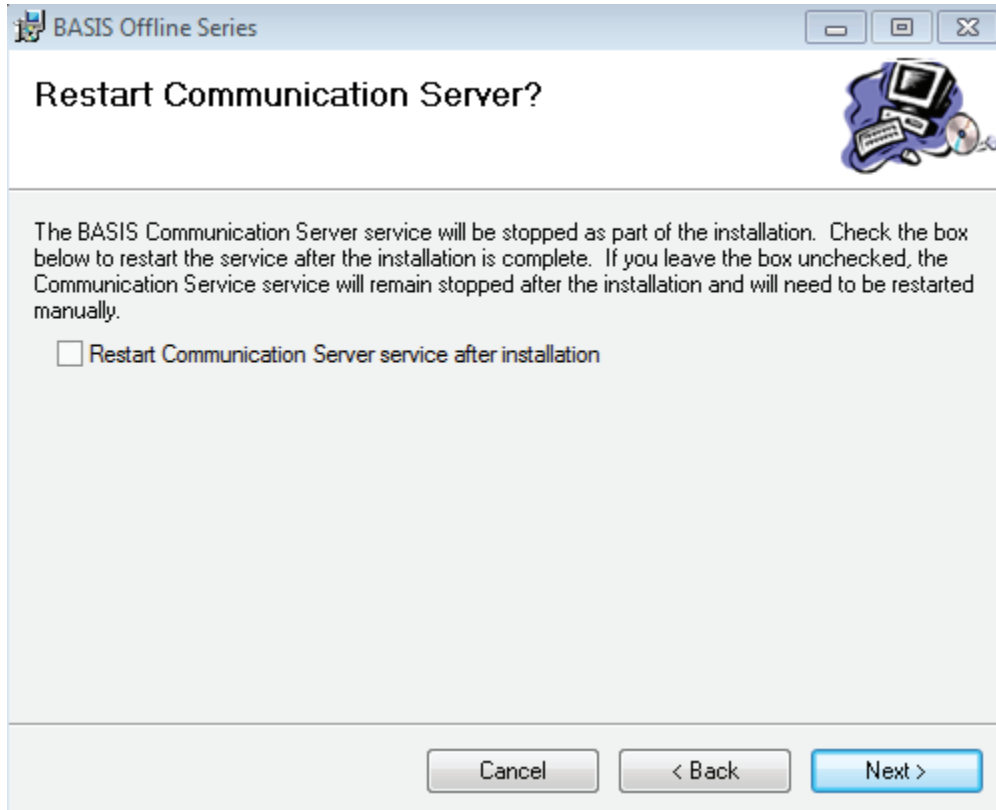 BASIS Offline Series
Restart Communication Server?
The BASIS Communication Server service will be stopped as part of the installation.  Check the box
below to restart the service after the installation is complete.  If you leave the box unchecked, the
Communication Service service will remain stopped after the installation and will need to be restarted
manually.
Restart Communication Server service after installation
Cancel
< Back
Next >